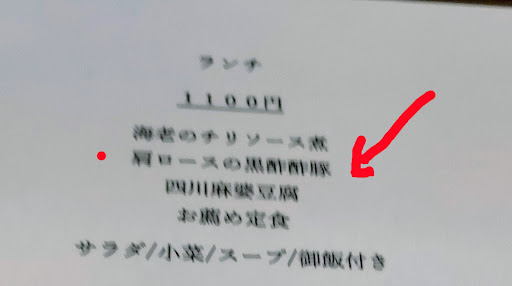 ランチ
１１００円
海老のチリソース煮
肩ロースの黒酢酢豚
四川麻婆豆腐
お薦め定食
サラダ/小菜/スープ/御飯付き